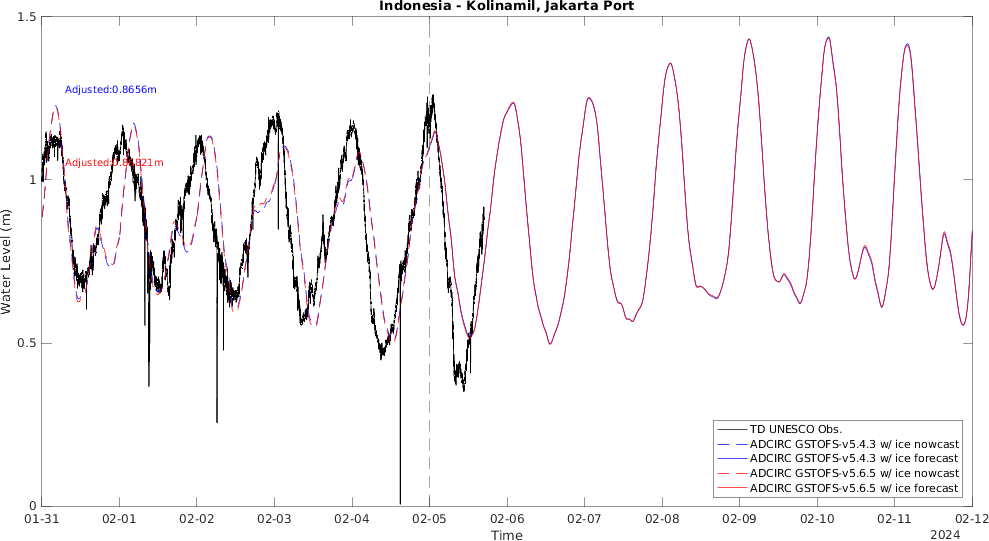 Indonesia - Kolinamil, Jakarta Port
1.5
Adjusted:0.8656m
1
0.5
0
Water Level (m)
TD UNESCO Obs.
ADCIRC GSTOFS-v5.4.3 w/ ice nowcast
ADCIRC GSTOFS-v5.4.3 w/ ice forecast
ADCIRC GSTOFS-v5.6.5 w/ ice nowcast
ADCIRC GSTOFS-v5.6.5 w/ ice forecast
01-31 02-01 02-02 02-03 02-04 02-05 02-06 02-07 02-08 02-09 02-10 02-11 02-12
Time
2024